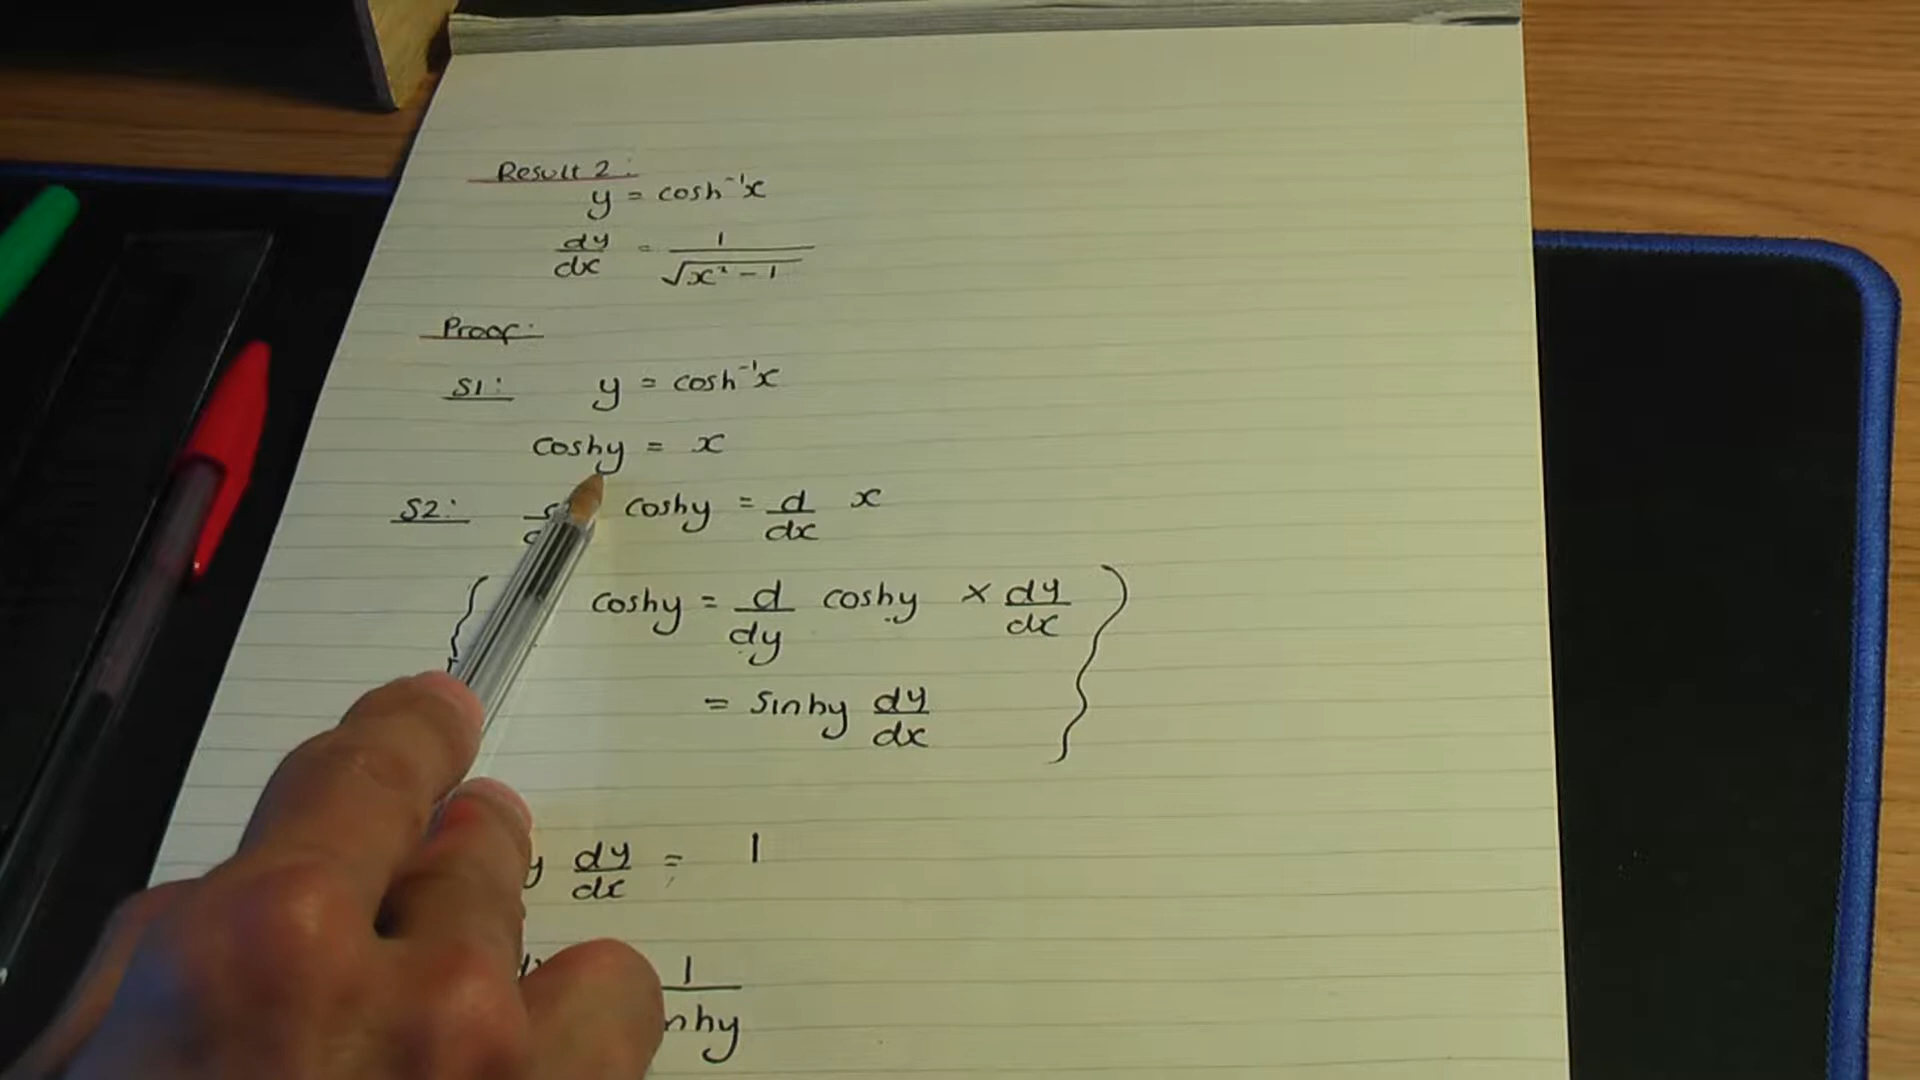 Result 2:
y = cosh⁻¹x
dy/dx = 1/√(x² - 1)
Proof:
S1: y = cosh⁻¹x
coshy = x
S2: coshy = d/dx x
coshy = d/dy coshy × dy/dx
= sinhy dy/dx
y dy/dx = 1
1/nhy